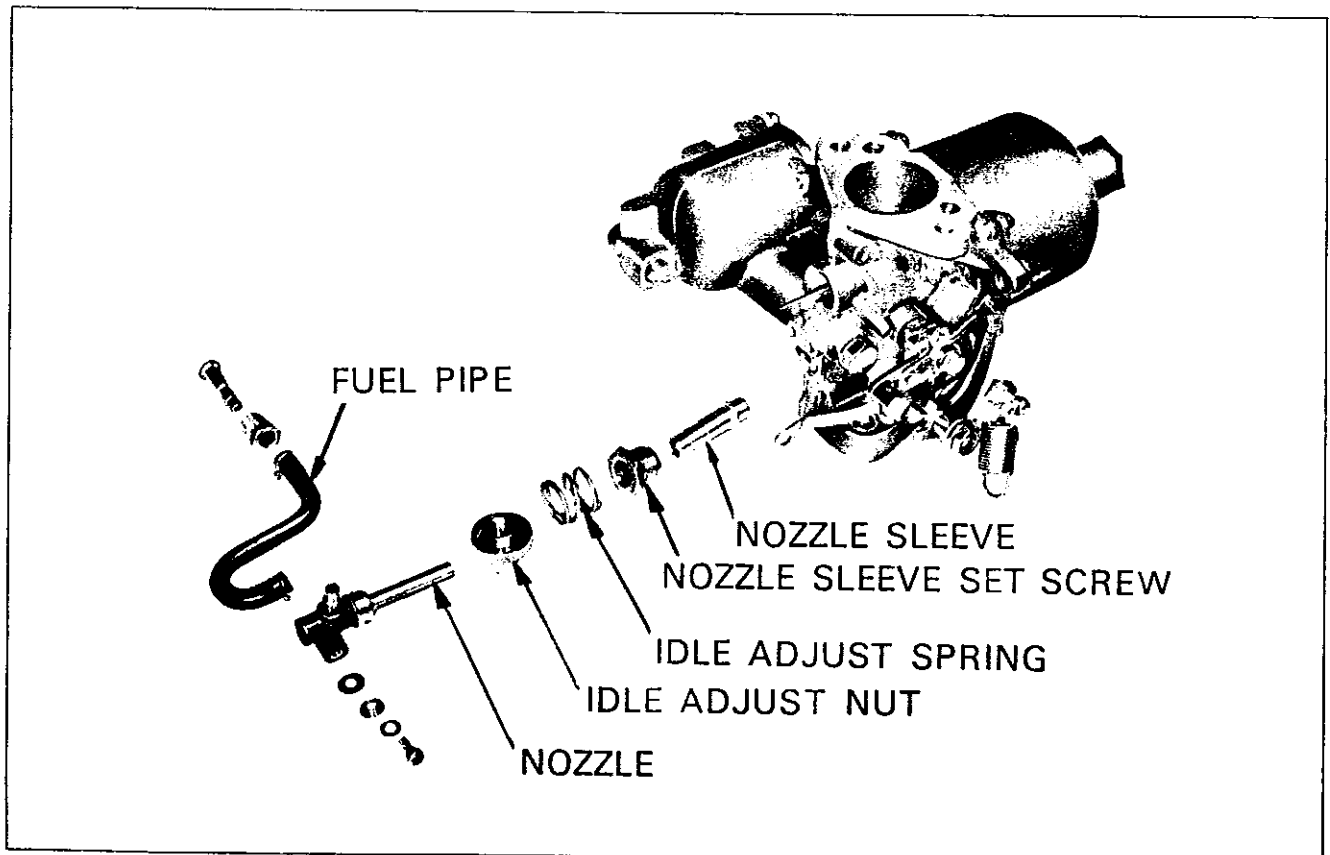 FUEL PIPE
NOZZLE SLEEVE
NOZZLE SLEEVE SET SCREW
IDLE ADJUST SPRING
IDLE ADJUST NUT
NOZZLE